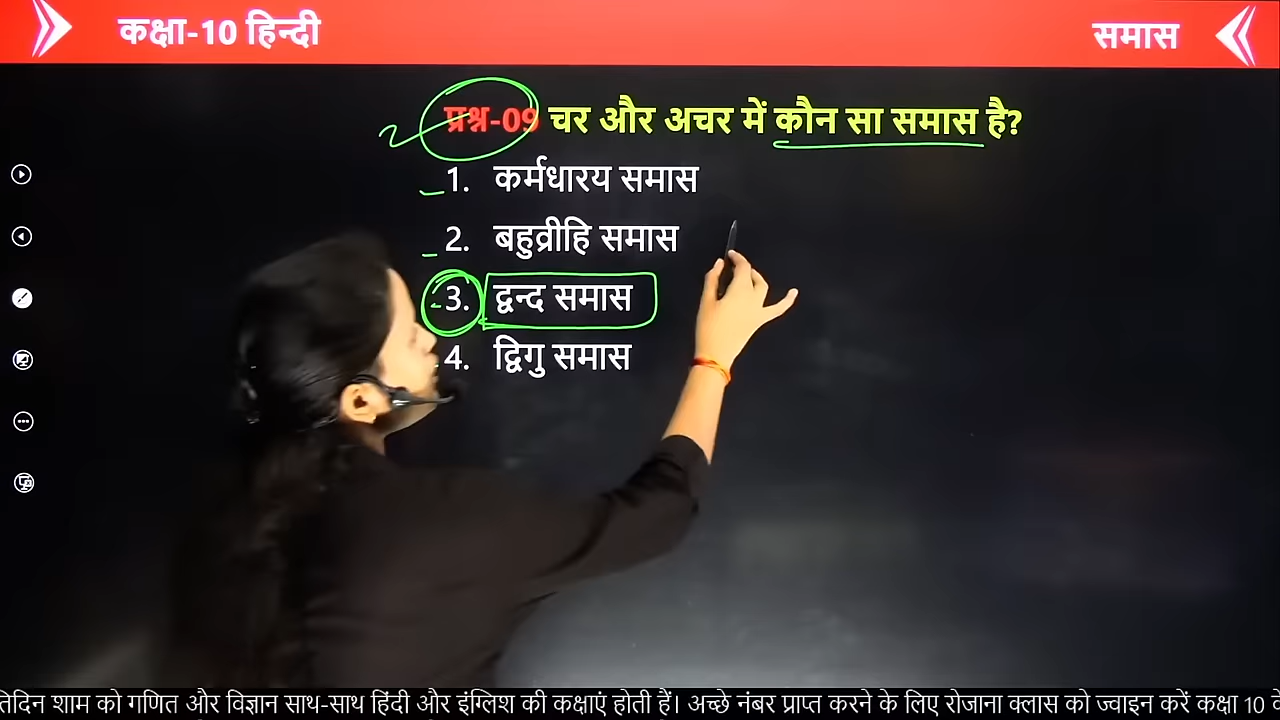 कक्षा-10 हिन्दी
समास
प्रश्न-09 चर और अचर में कौन सा समास है?
1. कर्मधारय समास
2. बहुव्रीहि समास
3. द्वन्द समास
4. द्विगु समास
शाम को गणित और विज्ञान साथ-साथ हिंदी और इंग्लिश की कक्षाएं होती हैं। अच्छे नंबर प्राप्त करने के लिए रोजाना क्लास को ज्वाइन करें कक्षा 10